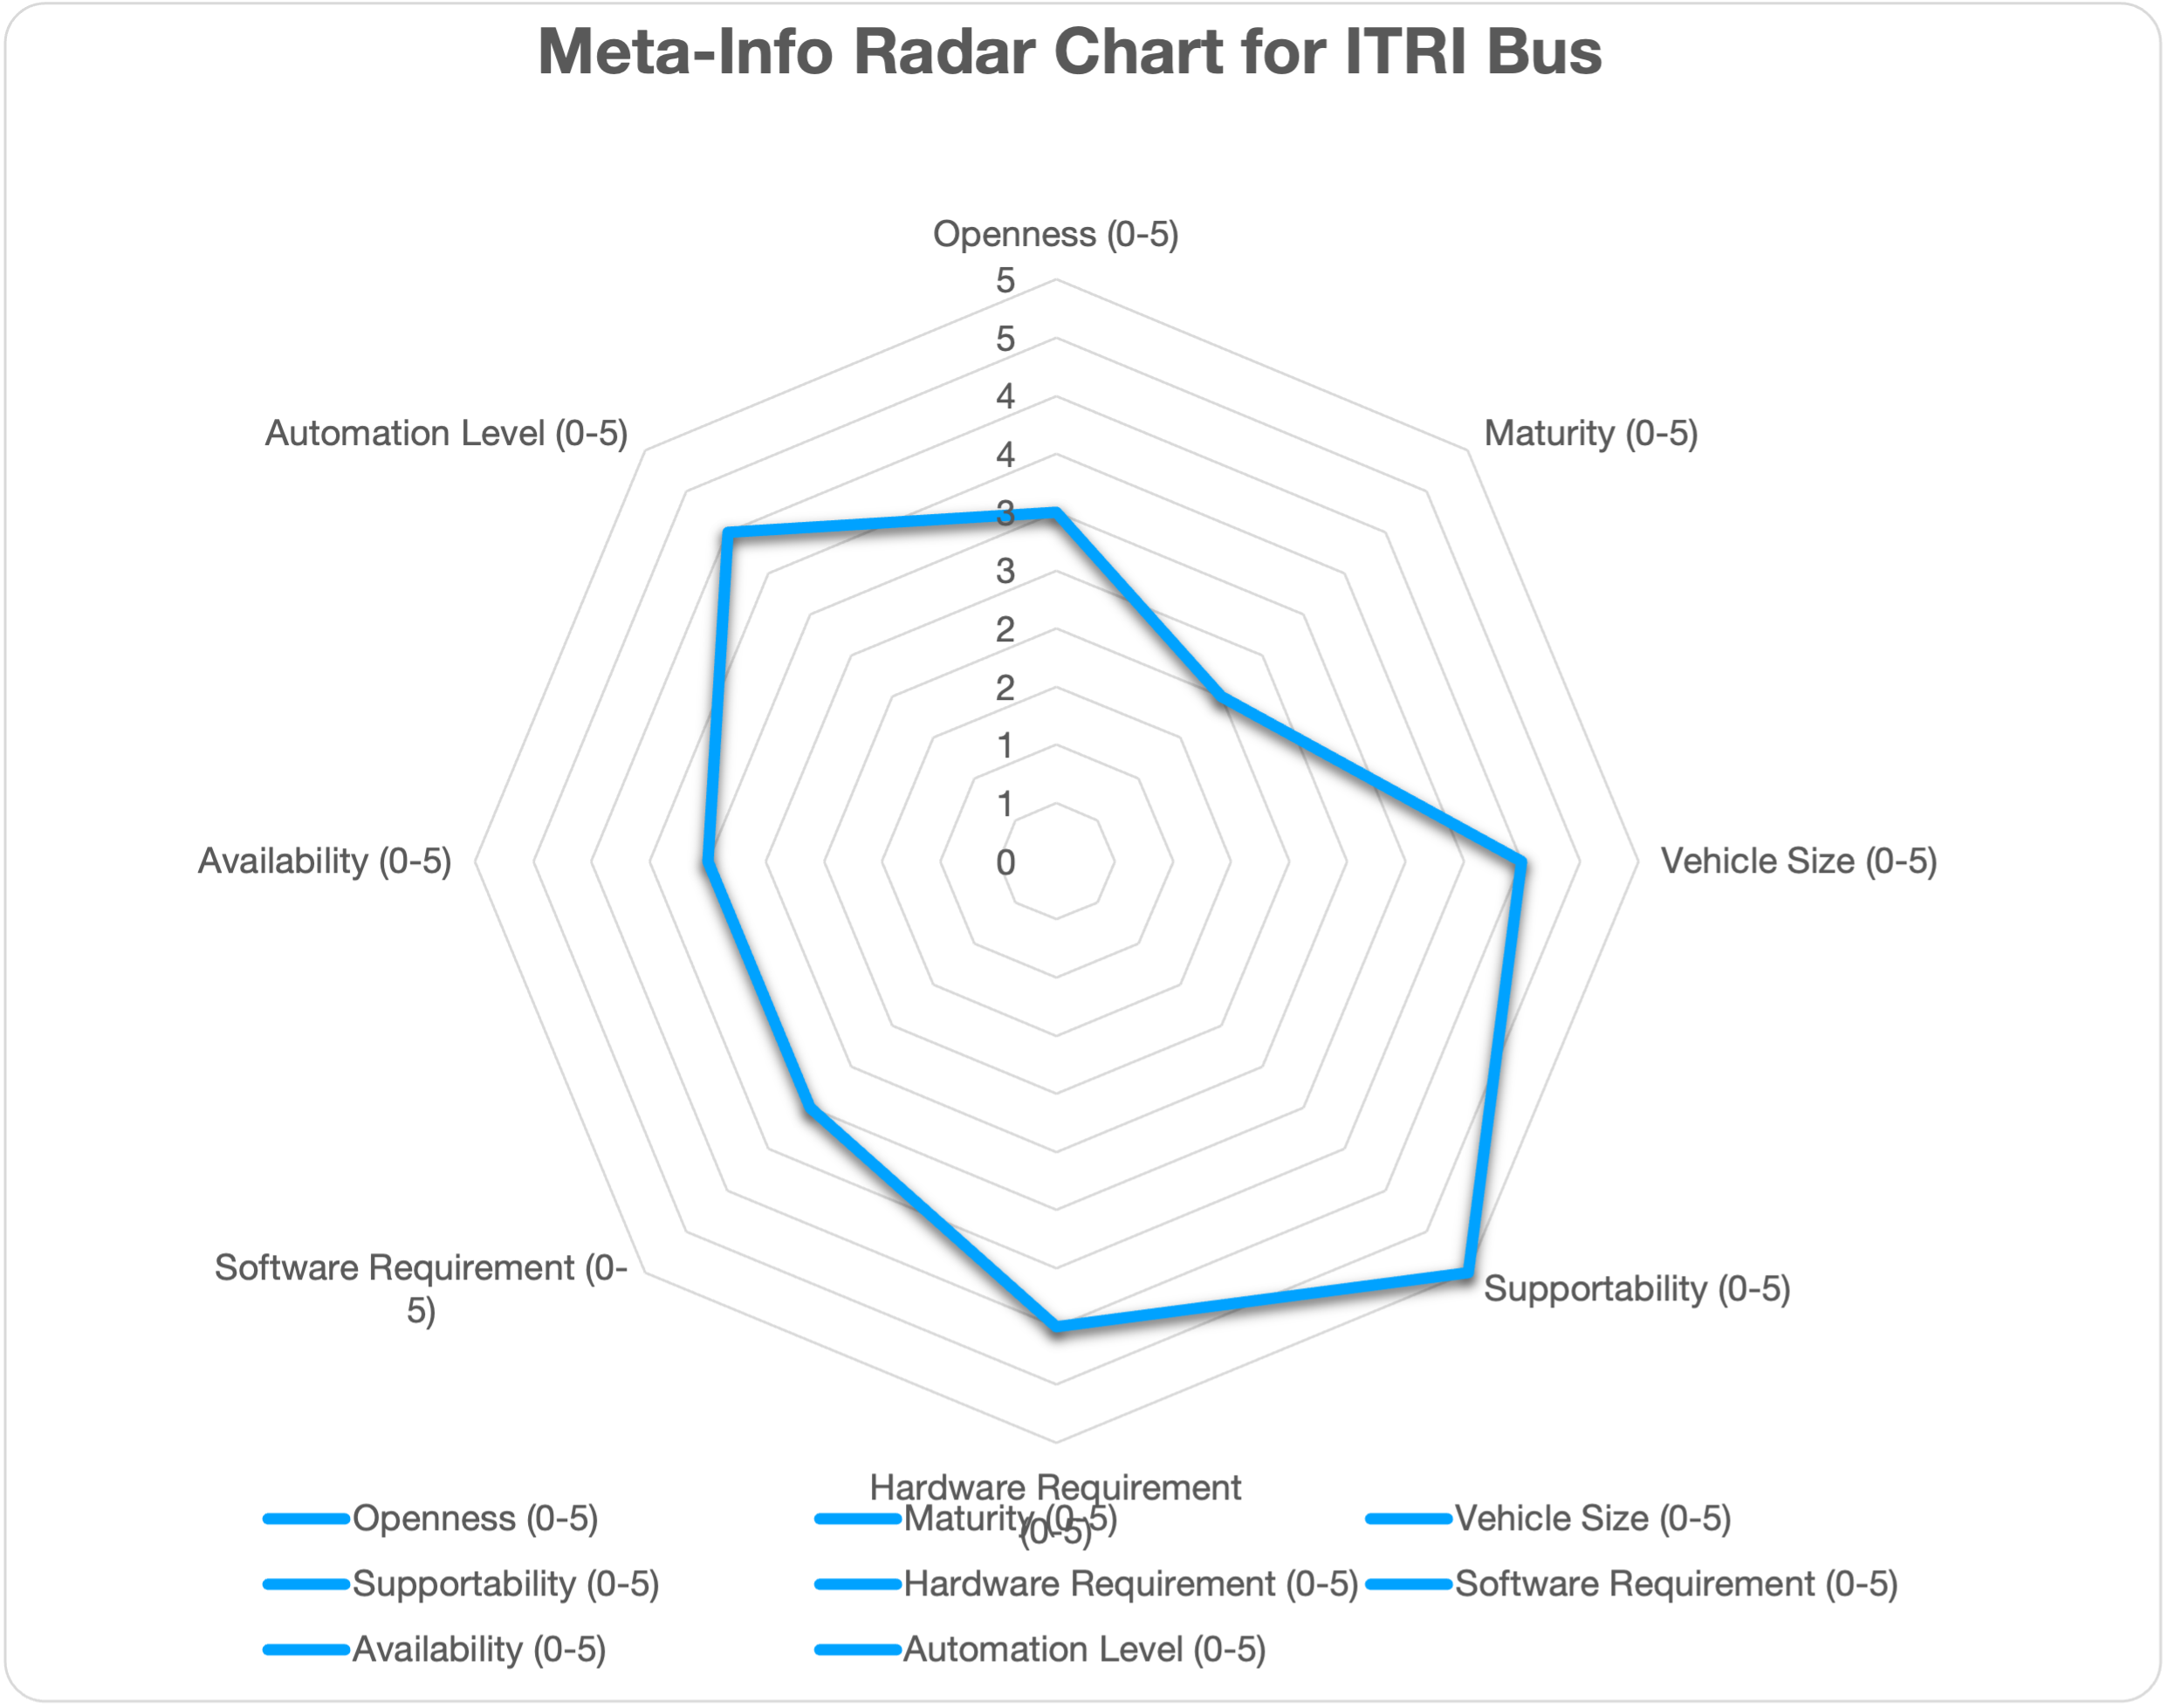 Meta-Info Radar Chart for ITRI Bus
Openness (0-5)
5
5
4
4
3
3
2
2
1
1
0
Automation Level (0-5)
Maturity (0-5)
Availability (0-5)
Vehicle Size (0-5)
Software Requirement (0-
5)
Supportability (0-5)
Hardware Requirement
(0-5)
Openness (0-5)
Maturity (0-5)
Vehicle Size (0-5)
Supportability (0-5)
Hardware Requirement (0-5)
Software Requirement (0-5)
Availability (0-5)
Automation Level (0-5)